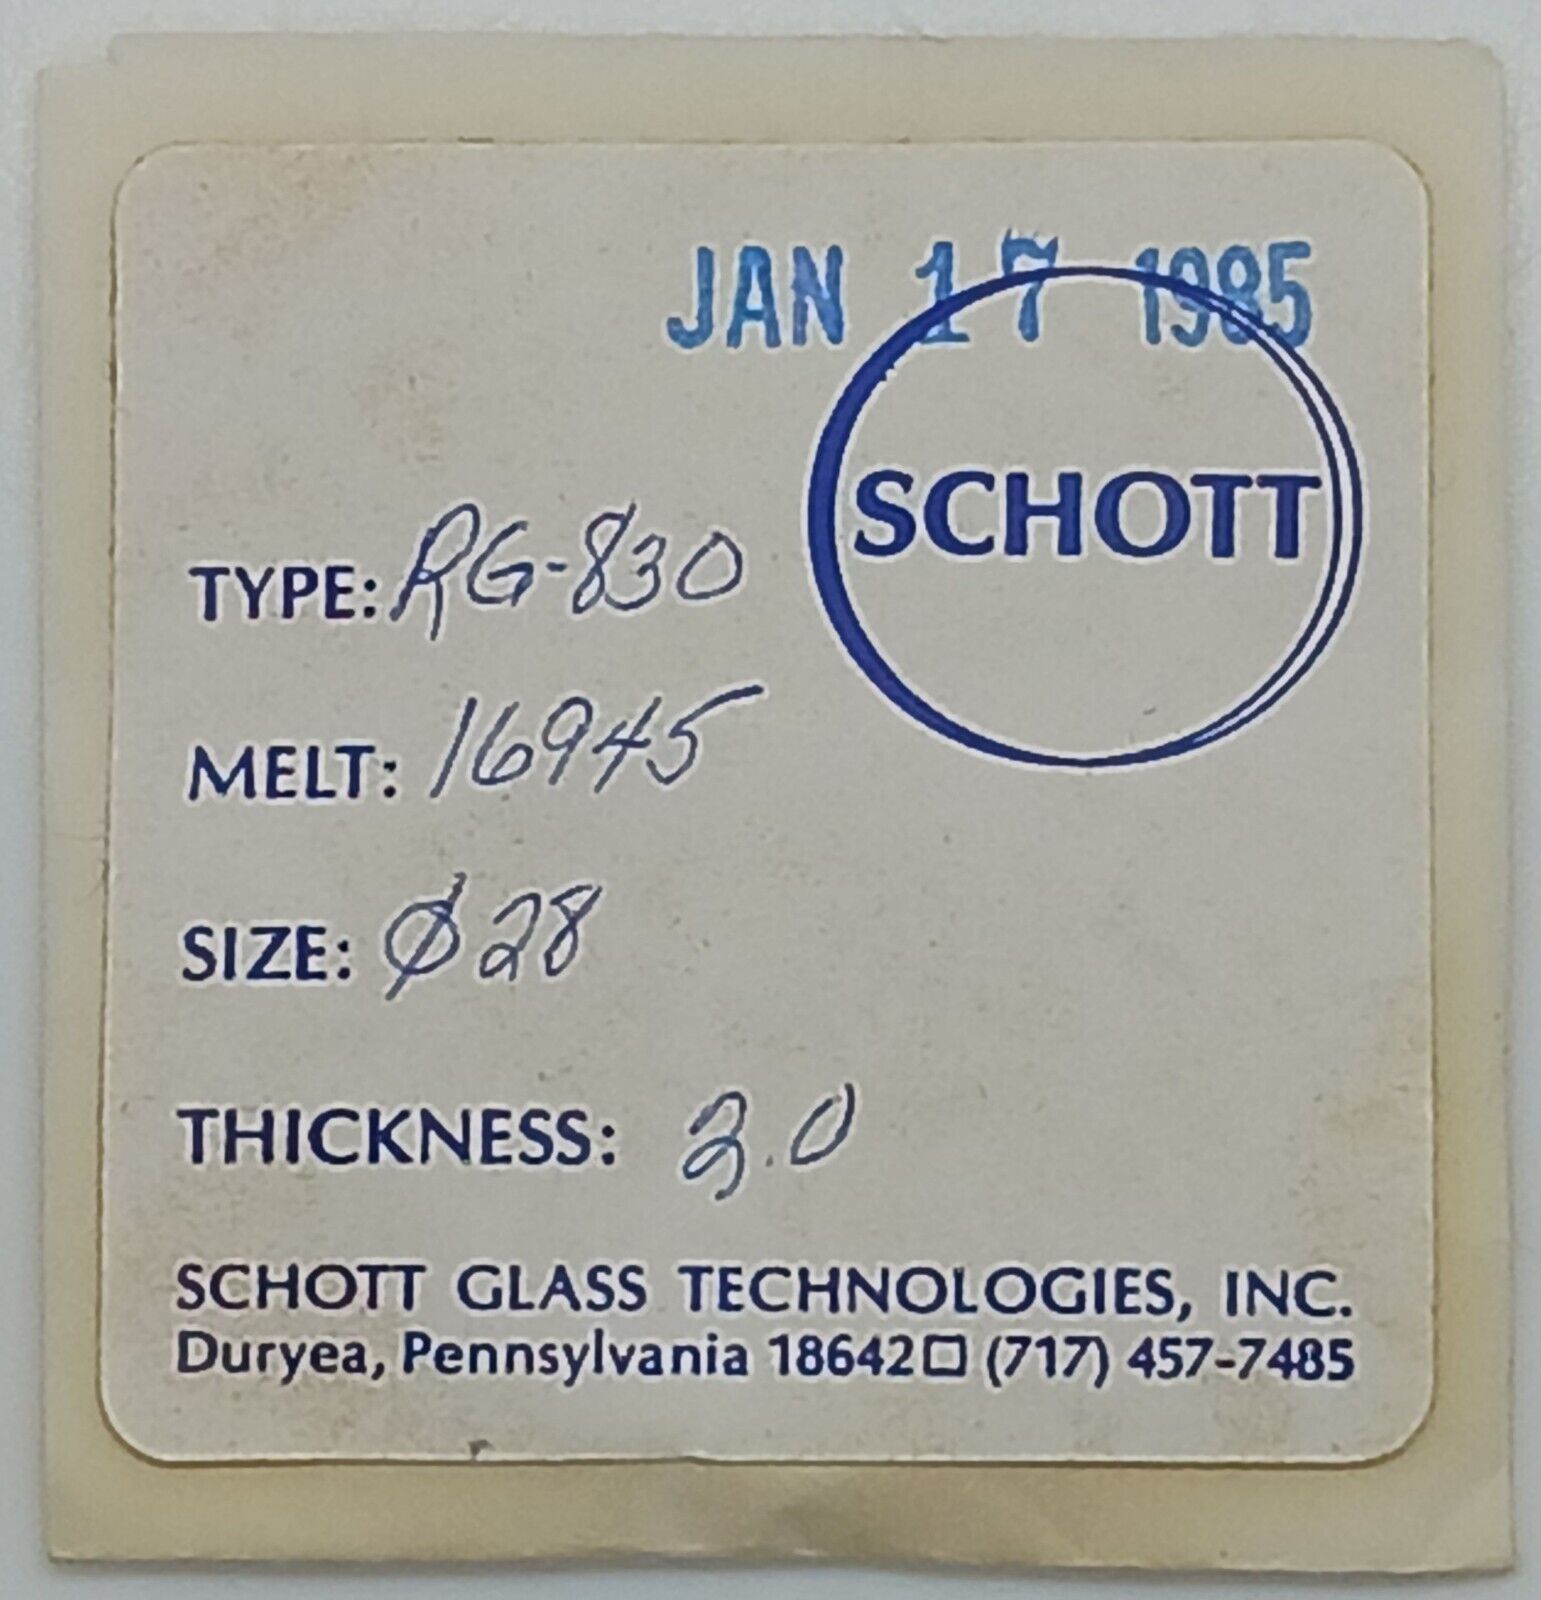 JAN 17 1985
SCHOTT
TYPE: RG-830
MELT: 16945
SIZE: ⌀28
THICKNESS: 3.0
SCHOTT GLASS TECHNOLOGIES, INC.
Duryea, Pennsylvania 18642□ (717) 457-7485